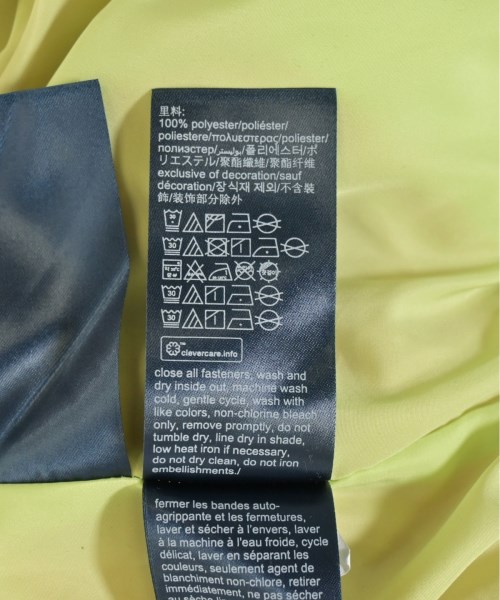 里料:
100% polyester/poliéster/
poliestere/πολυεστερας/poliester/
полиэстер/بوليستر/폴리에스터/ポ
リエステル/聚酯纖維/聚酯纤维
exclusive of decoration/sauf
décoration/장식재 제외/不含裝
飾/装饰部分除外
30
30
30
30
clevercare.info
close all fasteners, wash and
dry inside out, machine wash
cold, gentle cycle, wash with
like colors, non-chlorine bleach
only, remove promptly, do not
tumble dry, line dry in shade,
low heat iron if necessary,
do not dry clean, do not iron
embellishments./
fermer les bandes auto-
agrippante et les fermetures,
laver et sécher à l'envers, laver
à la machine à l'eau froide, cycle
délicat, laver en séparant les
couleurs, seulement agent de
blanchiment non-chlore, retirer
immédiatement, ne pas sécher